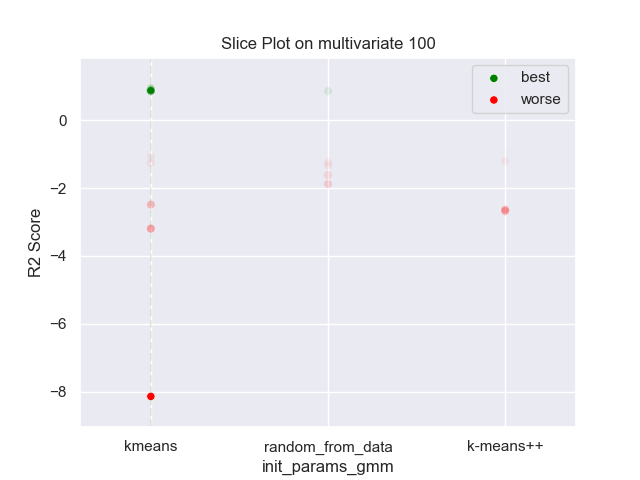 Slice Plot on multivariate 100
best
worse
R2 Score
0
−2
−4
−6
−8
kmeans
random_from_data
k-means++
init_params_gmm